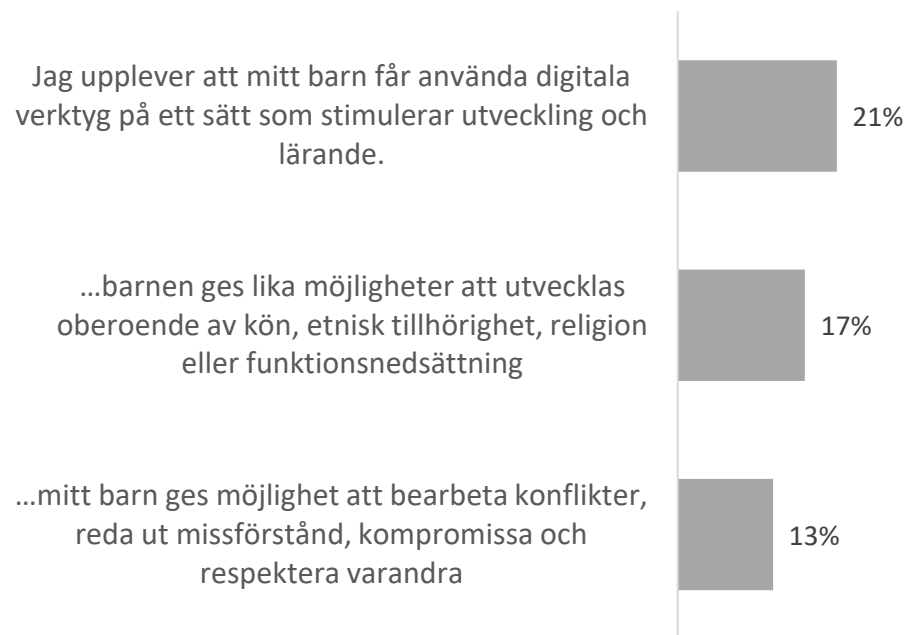 Jag upplever att mitt barn får använda digitala
verktyg på ett sätt som stimulerar utveckling och
lärande.
21%
...barnen ges lika möjligheter att utvecklas
oberoende av kön, etnisk tillhörighet, religion
eller funktionsnedsättning
17%
...mitt barn ges möjlighet att bearbeta konflikter,
reda ut missförstånd, kompromissa och
respektera varandra
13%